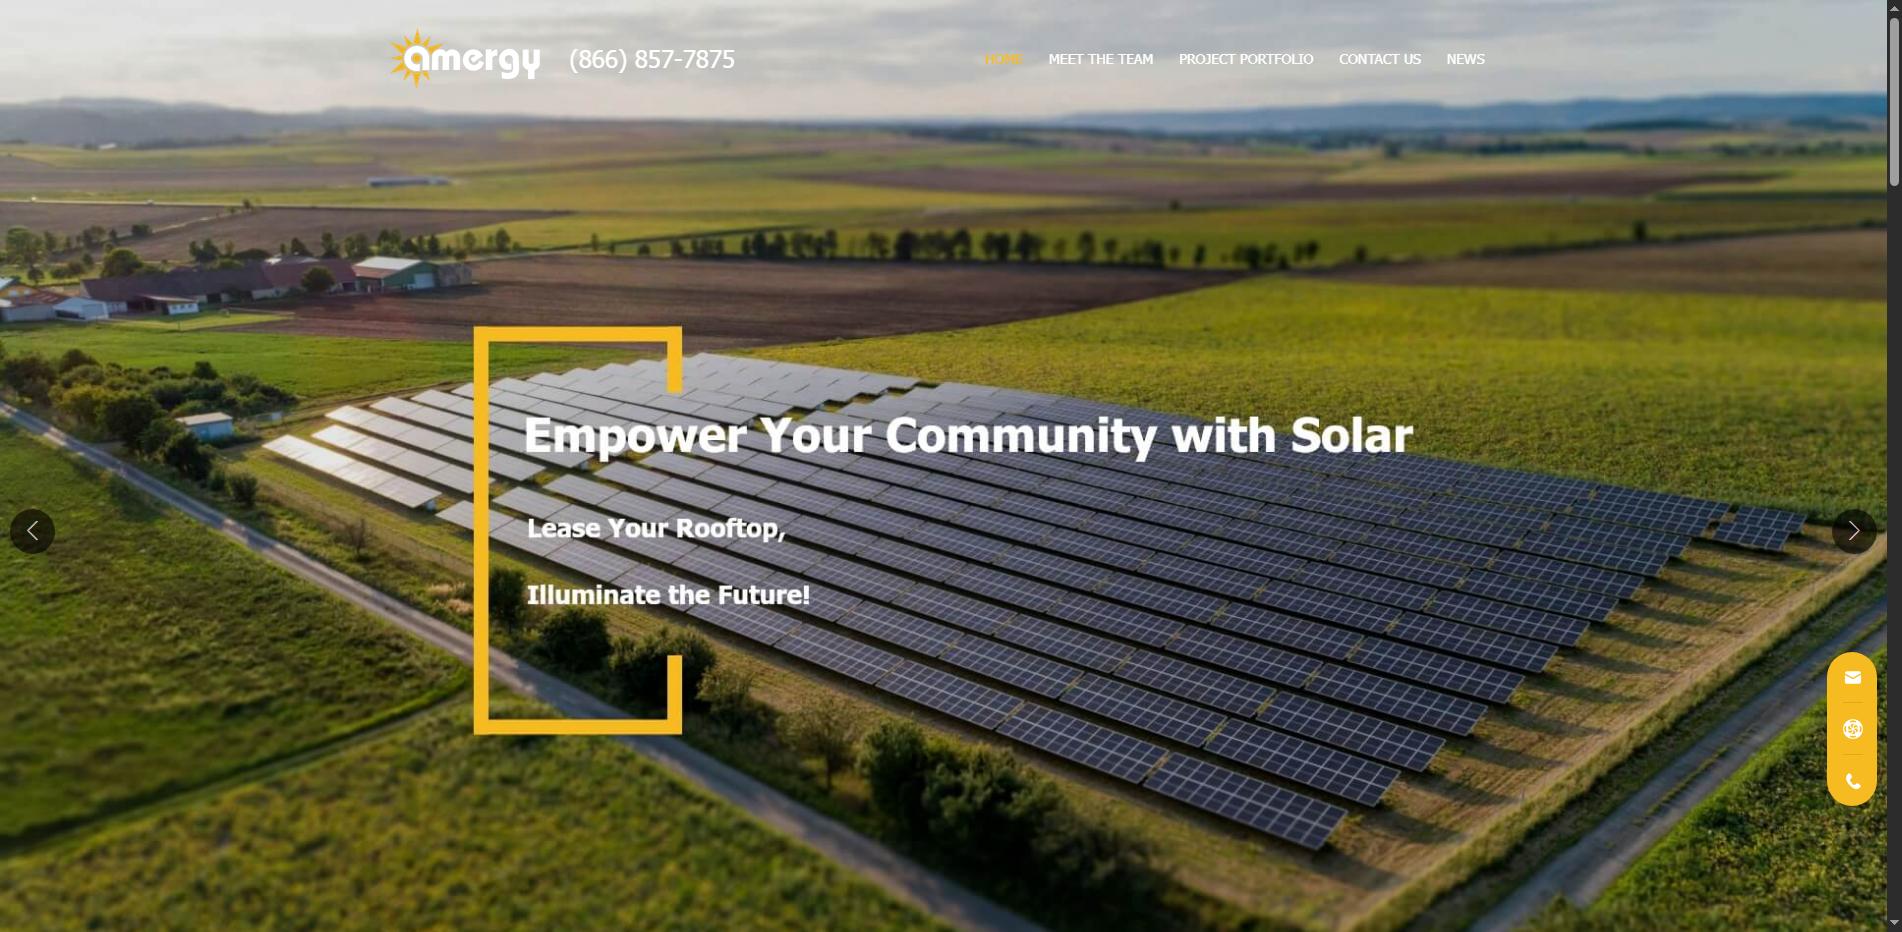 amergy
(866) 857-7875
HOME
MEET THE TEAM
PROJECT PORTFOLIO
CONTACT US
NEWS
Empower Your Community with Solar
Lease Your Rooftop,
Illuminate the Future!